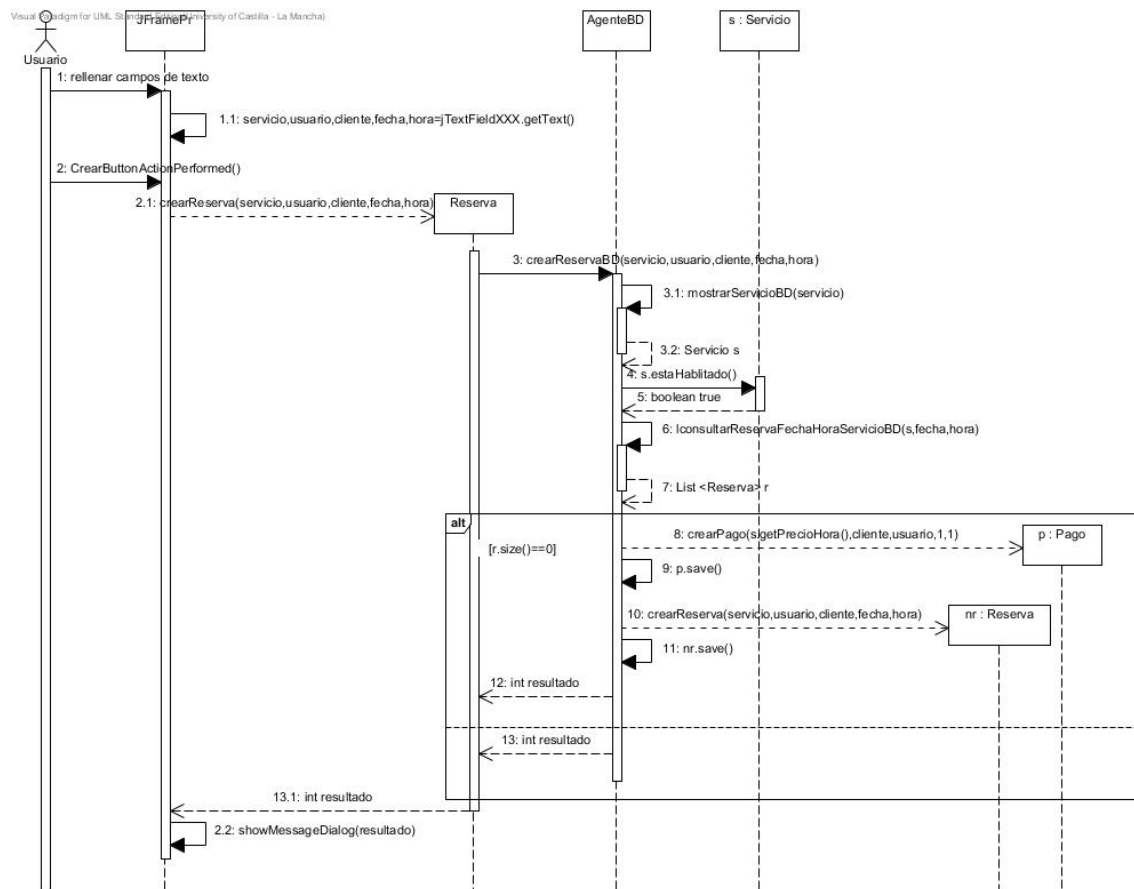 Visual Paradigm for UML Standard Edition(University of Castilla - La Mancha)
JFramePr
AgenteBD
s : Servicio
Usuario
1: rellenar campos de texto
1.1: servicio,usuario,cliente,fecha,hora=jTextFieldXXX.getText()
2: CrearButtonActionPerformed()
2.1: crearReserva(servicio,usuario,cliente,fecha,hora)
Reserva
3: crearReservaBD(servicio,usuario,cliente,fecha,hora)
3.1: mostrarServicioBD(servicio)
3.2: Servicio s
4: s.estaHablitado()
5: boolean true
6: lconsultarReservaFechaHoraServicioBD(s,fecha,hora)
7: List <Reserva> r
alt
8: crearPago(s.getPrecioHora(),cliente,usuario,1,1)
p : Pago
[r.size()==0]
9: p.save()
10: crearReserva(servicio,usuario,cliente,fecha,hora)
nr : Reserva
11: nr.save()
12: int resultado
13: int resultado
13.1: int resultado
2.2: showMessageDialog(resultado)